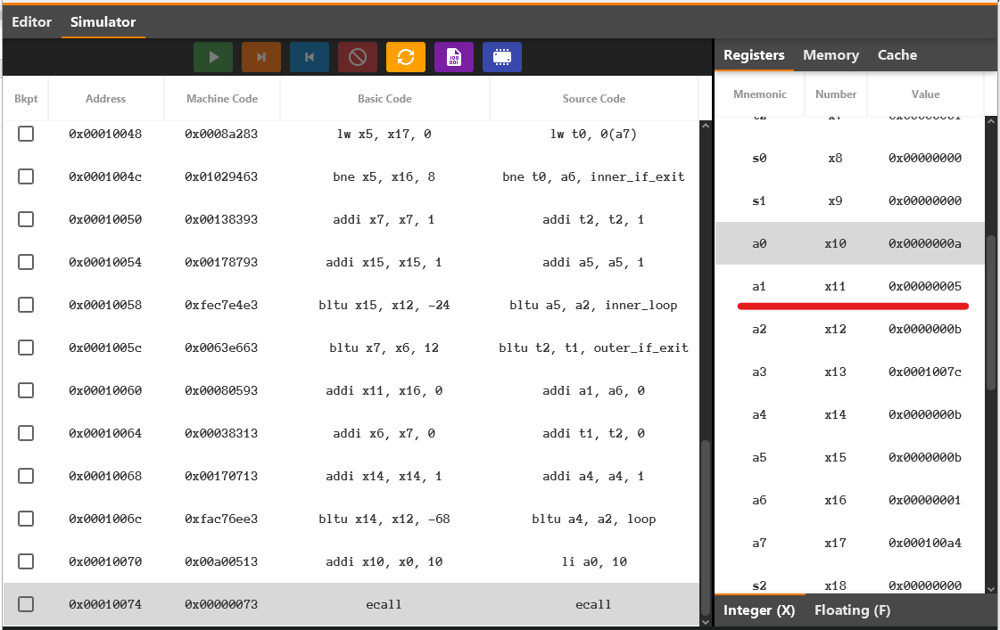 Editor Simulator
Registers Memory Cache
Bkpt Address Machine Code Basic Code Source Code
Mnemonic Number Value
0x00010048 0x0008a283 lw x5, x17, 0 lw t0, 0(a7)
0x0001004c 0x01029463 bne x5, x16, 8 bne t0, a6, inner_if_exit
0x00010050 0x00138393 addi x7, x7, 1 addi t2, t2, 1
0x00010054 0x00178793 addi x15, x15, 1 addi a5, a5, 1
0x00010058 0xfec7e4e3 bltu x15, x12, -24 bltu a5, a2, inner_loop
0x0001005c 0x0063e663 bltu x7, x6, 12 bltu t2, t1, outer_if_exit
0x00010060 0x00080593 addi x11, x16, 0 addi a1, a6, 0
0x00010064 0x00038313 addi x6, x7, 0 addi t1, t2, 0
0x00010068 0x00170713 addi x14, x14, 1 addi a4, a4, 1
0x0001006c 0xfac76ee3 bltu x14, x12, -68 bltu a4, a2, loop
0x00010070 0x00a00513 addi x10, x0, 10 li a0, 10
0x00010074 0x00000073 ecall ecall
t2 x7 0x00000001
s0 x8 0x00000000
s1 x9 0x00000000
a0 x10 0x0000000a
a1 x11 0x00000005
a2 x12 0x0000000b
a3 x13 0x0001007c
a4 x14 0x0000000b
a5 x15 0x0000000b
a6 x16 0x00000001
a7 x17 0x000100a4
s2 x18 0x00000000
Integer (X) Floating (F)